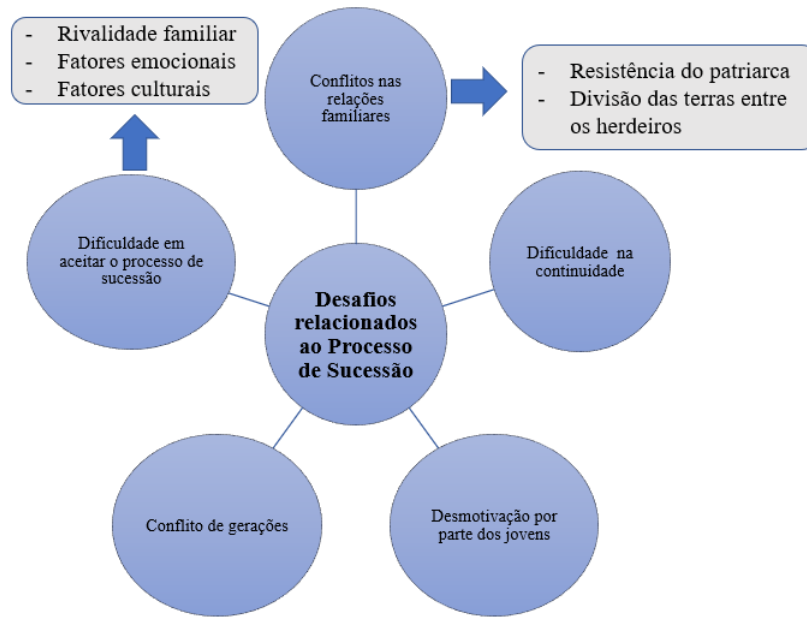 - Rivalidade familiar
- Fatores emocionais
- Fatores culturais
Conflitos nas
relações
familiares
- Resistência do patriarca
- Divisão das terras entre
os herdeiros
Dificuldade em
aceitar o processo de
sucessão
Dificuldade na
continuidade
Desafios
relacionados
ao Processo
de Sucessão
Conflito de gerações
Desmotivação por
parte dos jovens